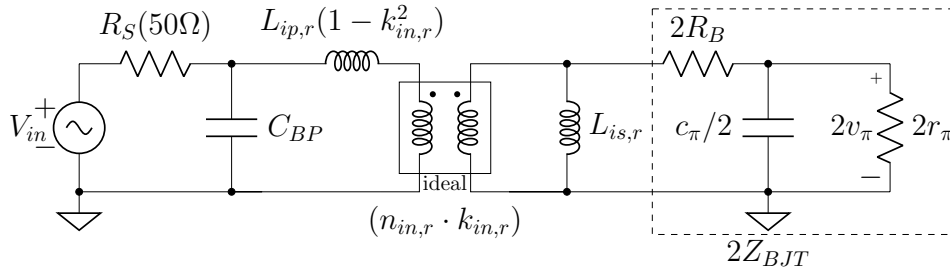 L_{ip,r}(1 − k_{in,r}^2)
R_S(50Ω)
2R_B
+
V_{in}
−
C_{BP}
L_{is,r}
c_π/2
+
2v_π
−
2r_π
ideal
(n_{in,r} · k_{in,r})
2Z_{BJT}